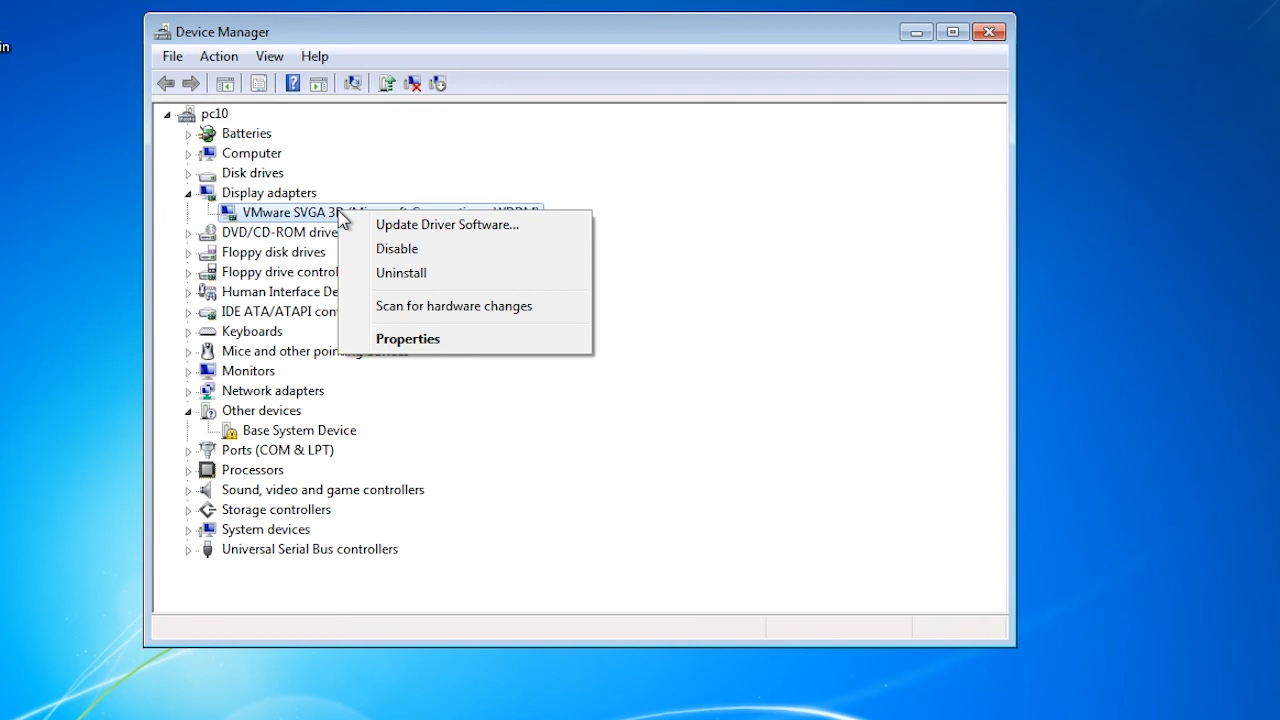 in
Device Manager
File Action View Help
pc10
Batteries
Computer
Disk drives
Display adapters
VMware SVGA 3D
Update Driver Software...
DVD/CD-ROM drive
Disable
Floppy disk drives
Floppy drive control
Uninstall
Human Interface De
Scan for hardware changes
IDE ATA/ATAPI con
Keyboards
Properties
Mice and other pointing devices
Monitors
Network adapters
Other devices
Base System Device
Ports (COM & LPT)
Processors
Sound, video and game controllers
Storage controllers
System devices
Universal Serial Bus controllers